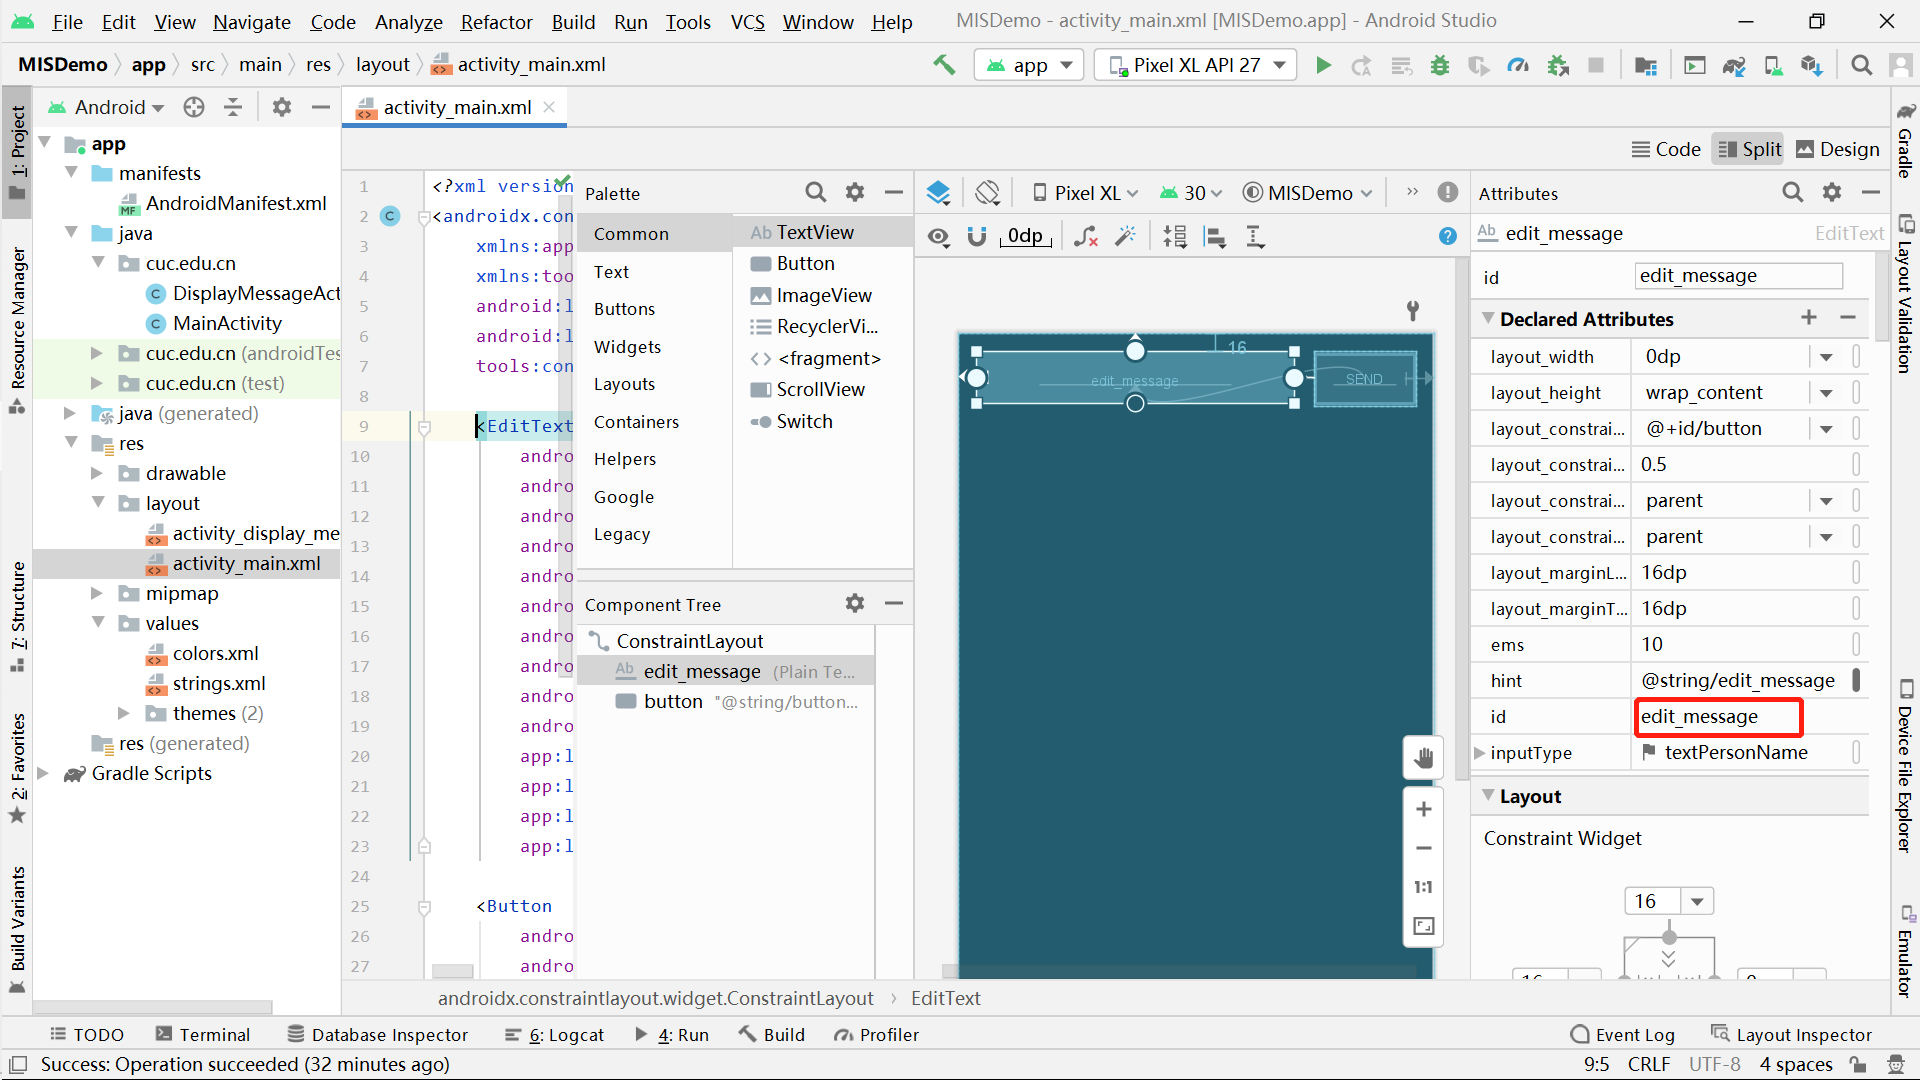 File Edit View Navigate Code Analyze Refactor Build Run Tools VCS Window Help MISDemo - activity_main.xml [MISDemo.app] - Android Studio
MISDemo app src main res layout activity_main.xml app Pixel XL API 27
Android
activity_main.xml
Code Split Design
1: Project
Resource Manager
7: Structure
2: Favorites
Build Variants
app
manifests
AndroidManifest.xml
java
cuc.edu.cn
DisplayMessageAct
MainActivity
cuc.edu.cn (androidTes
cuc.edu.cn (test)
java (generated)
res
drawable
layout
activity_display_me
activity_main.xml
mipmap
values
colors.xml
strings.xml
themes (2)
res (generated)
Gradle Scripts
1 <?xml version
2 <androidx.con
3 xmlns:app
4 xmlns:too
5 android:l
6 android:l
7 tools:con
8
9 <EditText
10 andro
11 andro
12 andro
13 andro
14 andro
15 andro
16 andro
17 andro
18 andro
19 andro
20 app:l
21 app:l
22 app:l
23 app:l
24
25 <Button
26 andro
27 andro
Palette
Common
Text
Buttons
Widgets
Layouts
Containers
Helpers
Google
Legacy
Ab TextView
Button
ImageView
RecyclerVi...
<fragment>
ScrollView
Switch
Component Tree
ConstraintLayout
Ab edit_message (Plain Te...
button "@string/button...
Pixel XL 30 MISDemo
0dp
16
edit_message
SEND
1:1
Attributes
Ab edit_message EditText
id edit_message
Declared Attributes
layout_width 0dp
layout_height wrap_content
layout_constrai... @+id/button
layout_constrai... 0.5
layout_constrai... parent
layout_constrai... parent
layout_marginL... 16dp
layout_marginT... 16dp
ems 10
hint @string/edit_message
id edit_message
inputType textPersonName
Layout
Constraint Widget
16
Gradle
Layout Validation
Device File Explorer
Emulator
androidx.constraintlayout.widget.ConstraintLayout EditText
TODO Terminal Database Inspector 6: Logcat 4: Run Build Profiler Event Log Layout Inspector
Success: Operation succeeded (32 minutes ago) 9:5 CRLF UTF-8 4 spaces